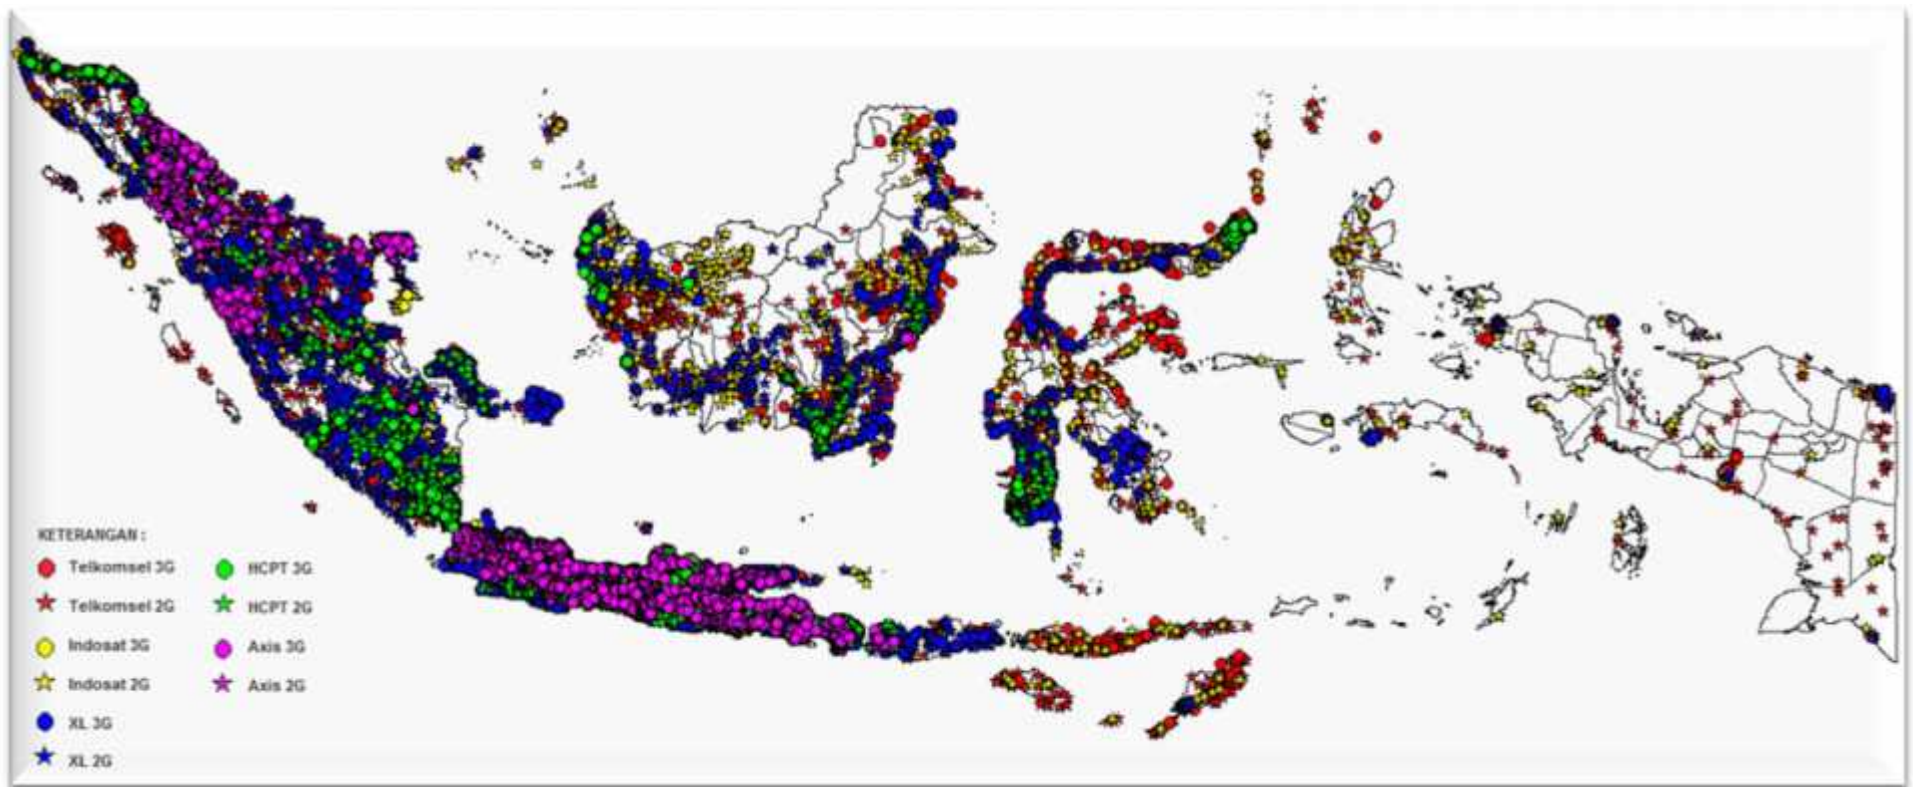 KETERANGAN :
Telkomsel 3G
Telkomsel 2G
Indosat 3G
Indosat 2G
XL 3G
XL 2G
HCPT 3G
HCPT 2G
Axis 3G
Axis 2G